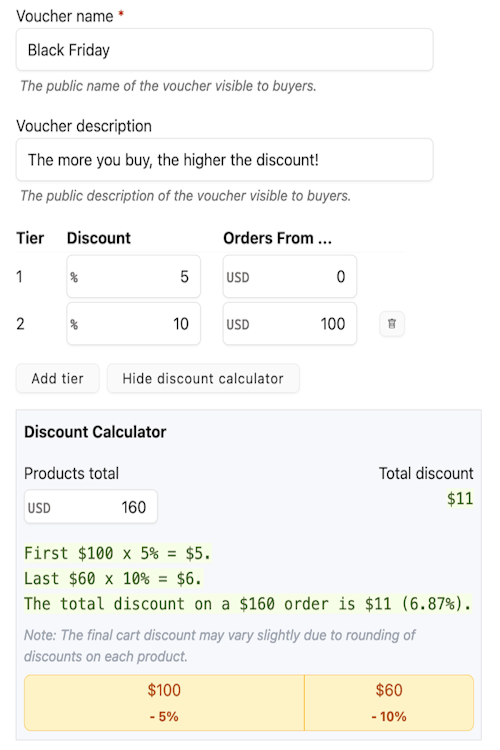 Voucher name *
Black Friday
The public name of the voucher visible to buyers.
Voucher description
The more you buy, the higher the discount!
The public description of the voucher visible to buyers.
Tier Discount Orders From ...
1 % 5 USD 0
2 % 10 USD 100
Add tier Hide discount calculator
Discount Calculator
Products total Total discount
$11
USD 160
First $100 x 5% = $5.
Last $60 x 10% = $6.
The total discount on a $160 order is $11 (6.87%).
Note: The final cart discount may vary slightly due to rounding of
discounts on each product.
$100 $60
- 5% - 10%